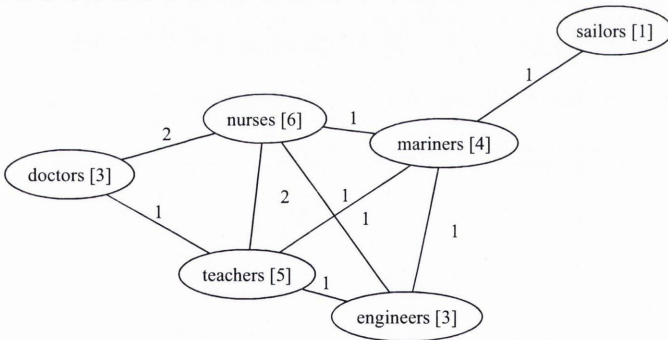 sailors [1]
1
nurses [6]
1
mariners [4]
2
doctors [3]
1
2
1
1
1
teachers [5]
1
engineers [3]